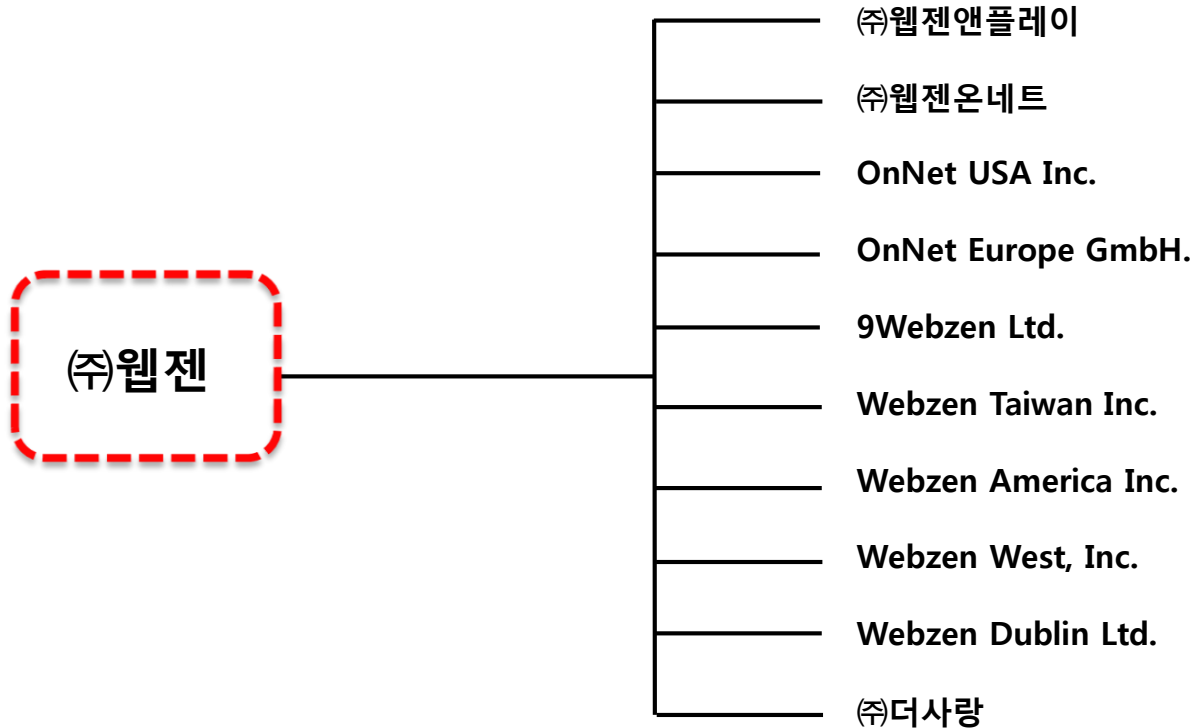 ㈜웹젠앤플레이
㈜웹젠온네트
OnNet USA Inc.
OnNet Europe GmbH.
9Webzen Ltd.
㈜웹젠
Webzen Taiwan Inc.
Webzen America Inc.
Webzen West, Inc.
Webzen Dublin Ltd.
㈜더사랑